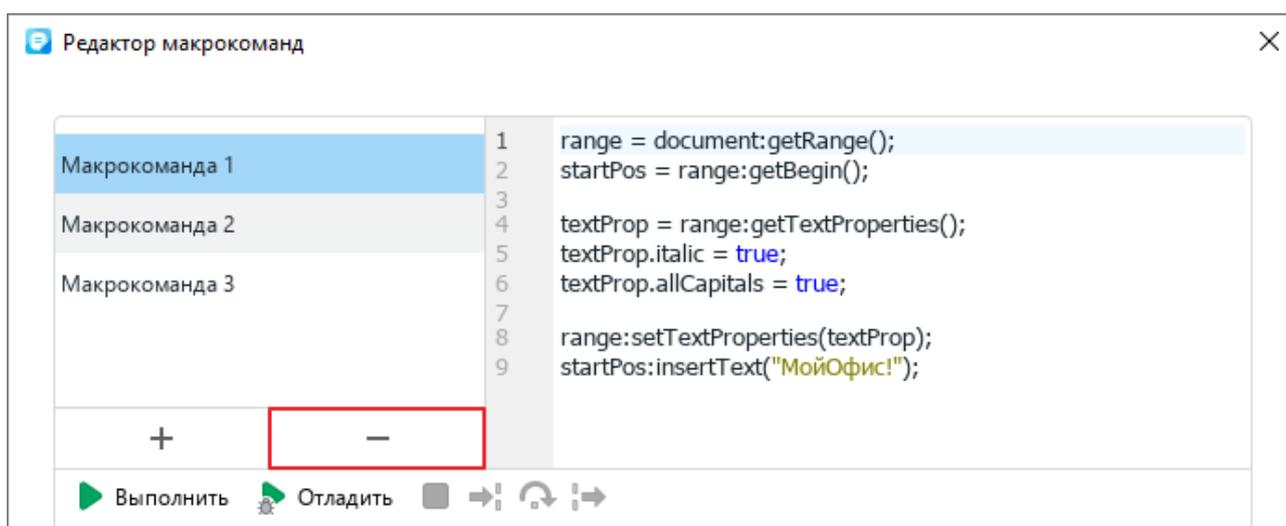 Редактор макрокоманд
Макрокоманда 1
Макрокоманда 2
Макрокоманда 3
+ −
1 range = document:getRange();
2 startPos = range:getBegin();
3
4 textProp = range:getTextProperties();
5 textProp.italic = true;
6 textProp.allCapitals = true;
7
8 range:setTextProperties(textProp);
9 startPos:insertText("МойОфис!");
Выполнить Отладить